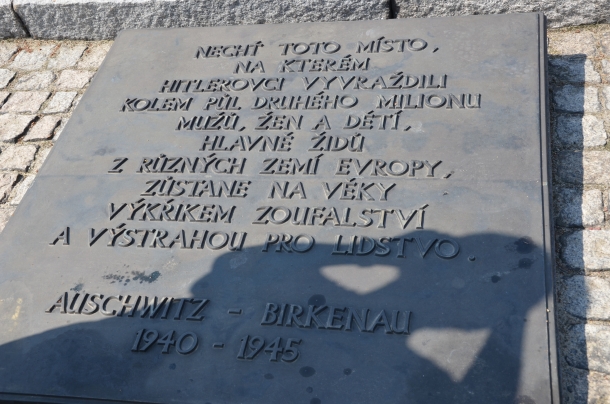 NECHŤ TOTO MÍSTO,
NA KTERÉM
HITLEROVCI VYVRAŽDILI
KOLEM PŮL DRUHÉHO MILIONU
MUŽŮ, ŽEN A DĚTÍ,
HLAVNĚ ŽIDŮ
Z RŮZNÝCH ZEMÍ EVROPY,
ZŮSTANE NA VĚKY
VÝKŘIKEM ZOUFALSTVÍ
A VÝSTRAHOU PRO LIDSTVO.
AUSCHWITZ - BIRKENAU
1940 - 1945